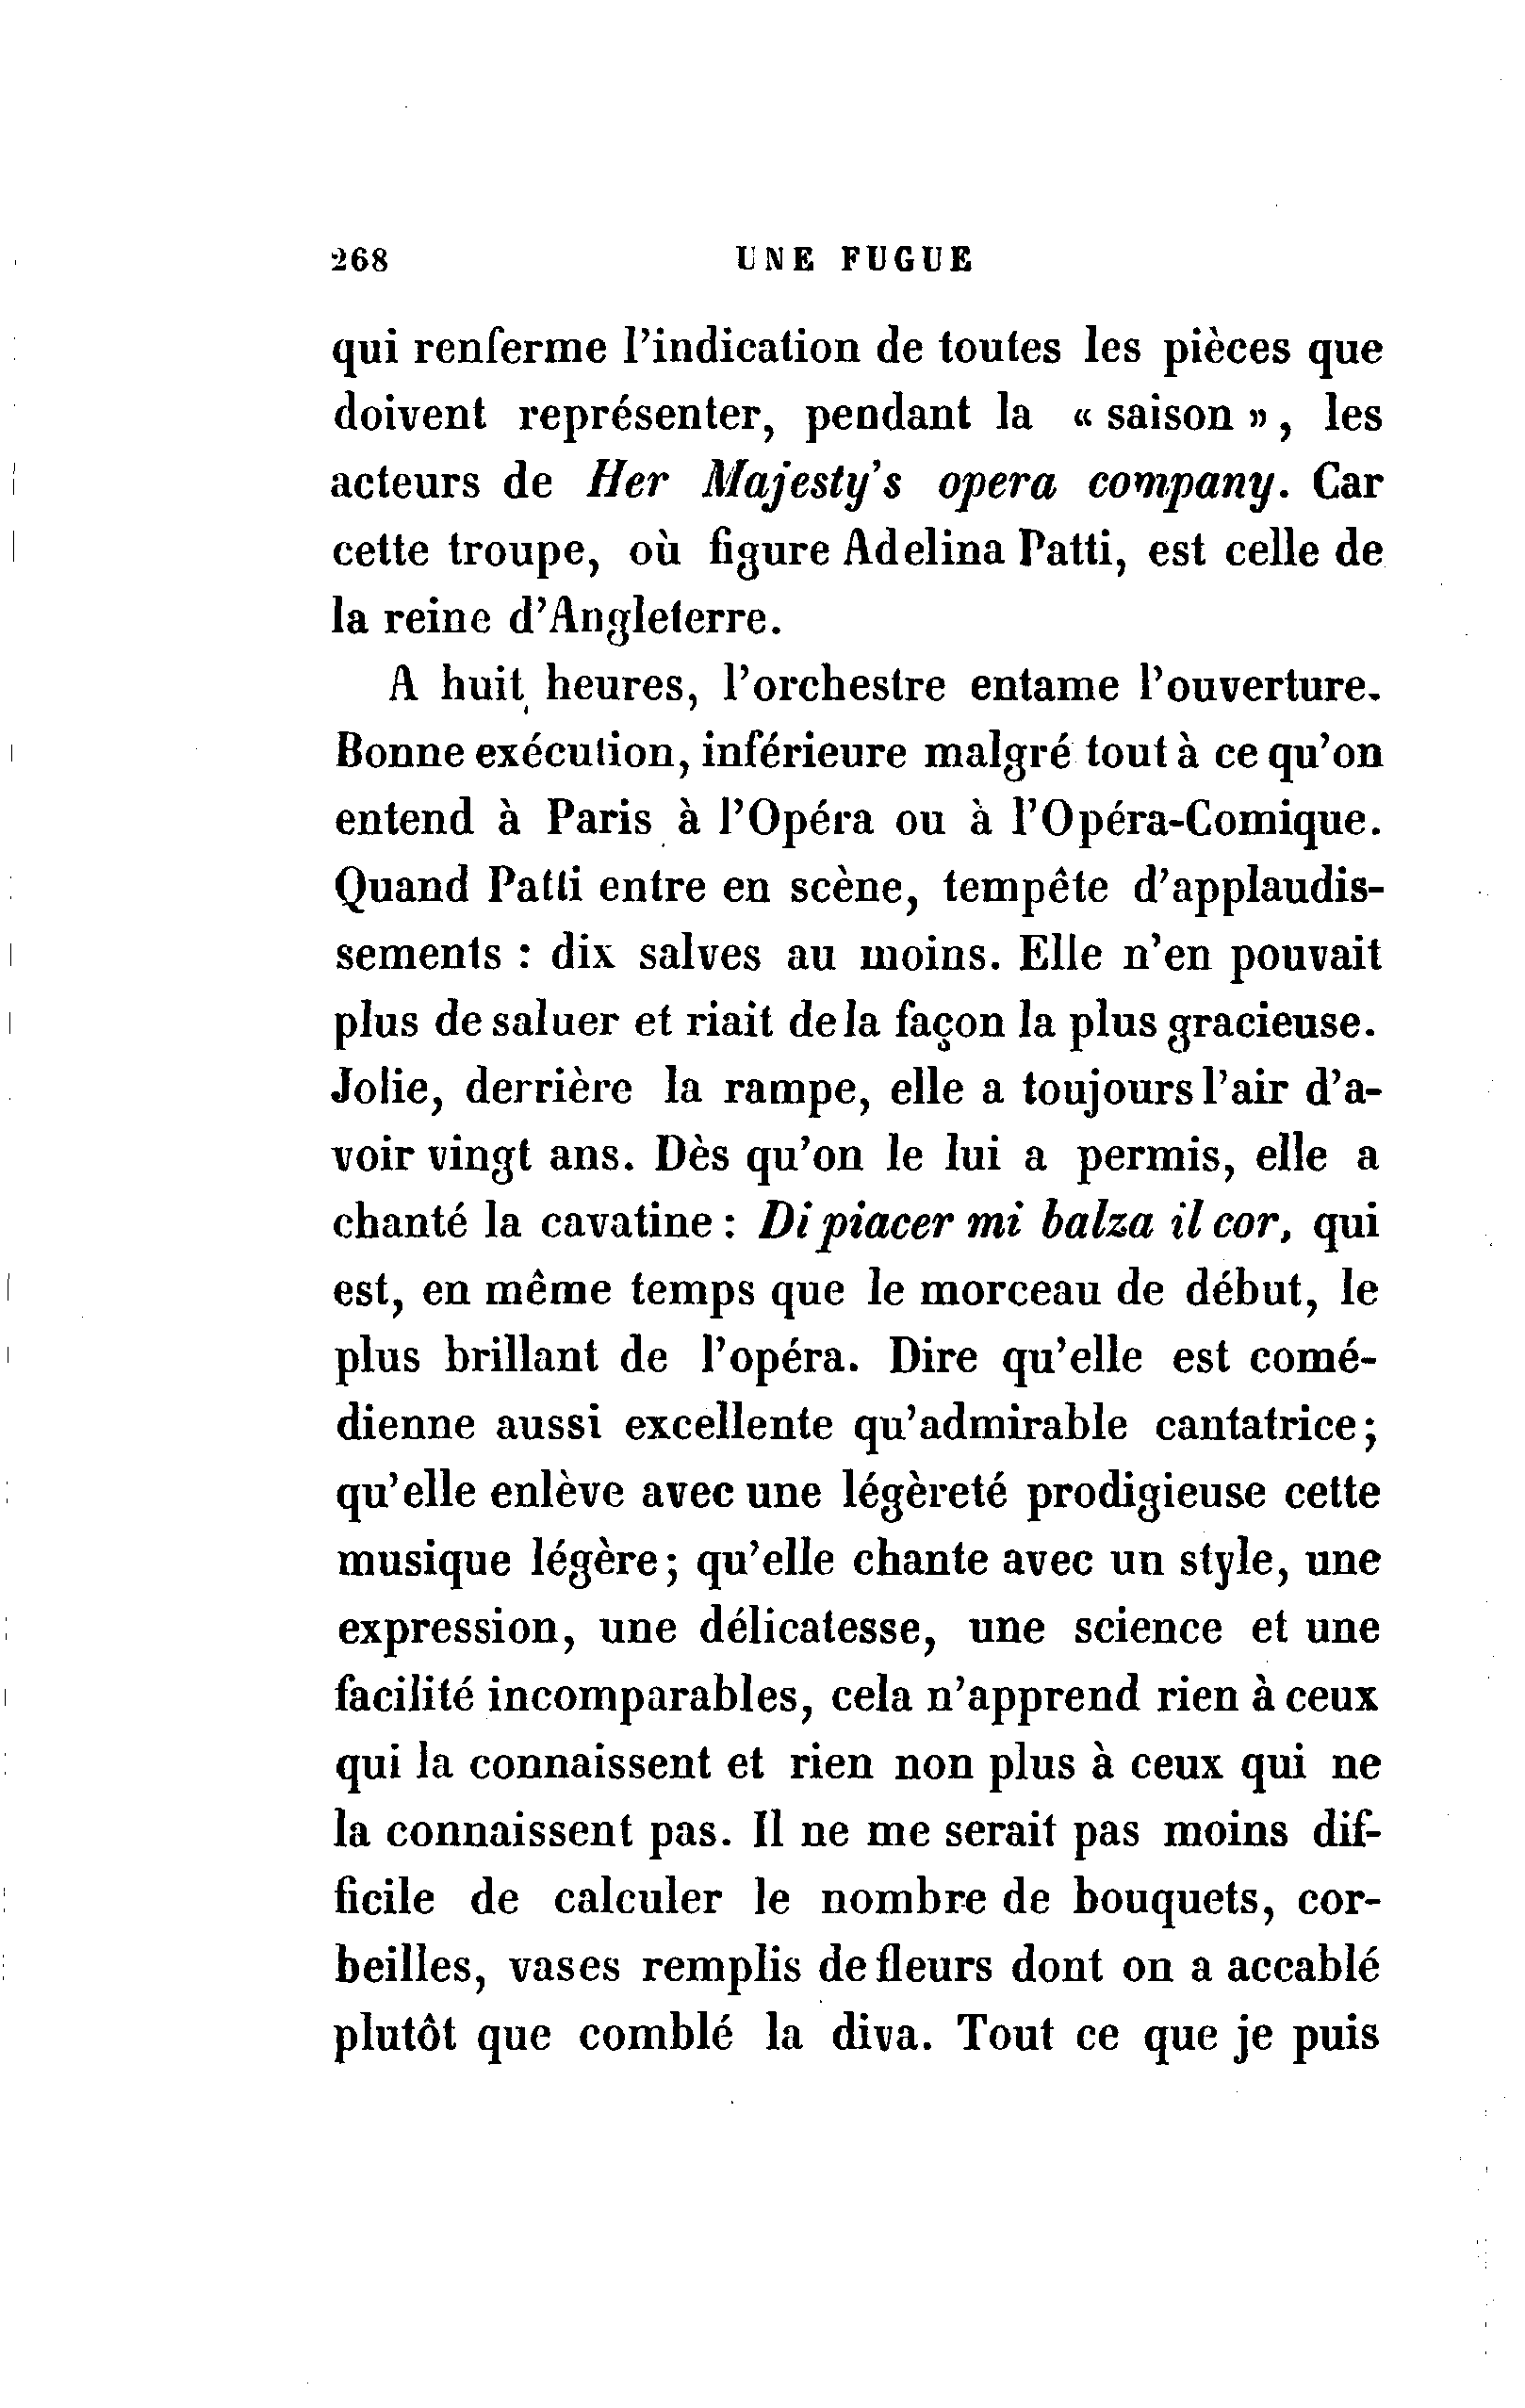 268 UNE FUGUE
qui renferme l'indication de toutes les pièces que
doivent représenter, pendant la « saison », les
acteurs de Her Majesty's opera company. Car
cette troupe, où figure Adelina Patti, est celle de
la reine d'Angleterre.
A huit heures, l'orchestre entame l'ouverture.
Bonne exécution, inférieure malgré tout à ce qu'on
entend à Paris à l'Opéra ou à l'Opéra-Comique.
Quand Patti entre en scène, tempête d'applaudis-
sements : dix salves au moins. Elle n'en pouvait
plus de saluer et riait de la façon la plus gracieuse.
Jolie, derrière la rampe, elle a toujours l'air d'a-
voir vingt ans. Dès qu'on le lui a permis, elle a
chanté la cavatine : Di piacer mi balza il cor, qui
est, en même temps que le morceau de début, le
plus brillant de l'opéra. Dire qu'elle est comé-
dienne aussi excellente qu'admirable cantatrice;
qu'elle enlève avec une légèreté prodigieuse cette
musique légère; qu'elle chante avec un style, une
expression, une délicatesse, une science et une
facilité incomparables, cela n'apprend rien à ceux
qui la connaissent et rien non plus à ceux qui ne
la connaissent pas. Il ne me serait pas moins dif-
ficile de calculer le nombre de bouquets, cor-
beilles, vases remplis de fleurs dont on a accablé
plutôt que comblé la diva. Tout ce que je puis